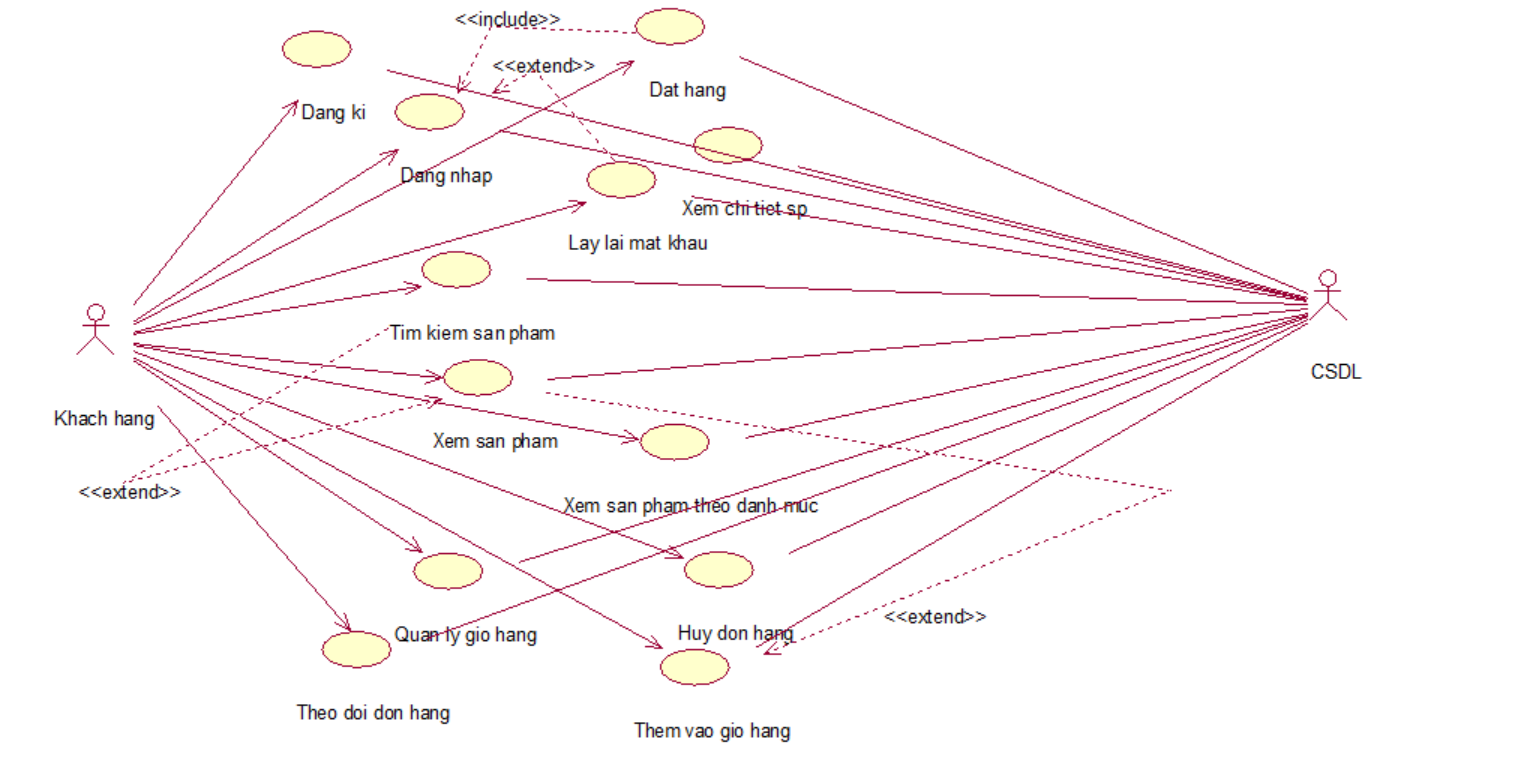 <<include>>
<<extend>>
Dat hang
Dang ki
Dang nhap
Xem chi tiet sp
Lay lai mat khau
Tim kiem san pham
CSDL
Khach hang
Xem san pham
<<extend>>
Xem san pham theo danh muc
<<extend>>
Quan ly gio hang
Huy don hang
Theo doi don hang
Them vao gio hang